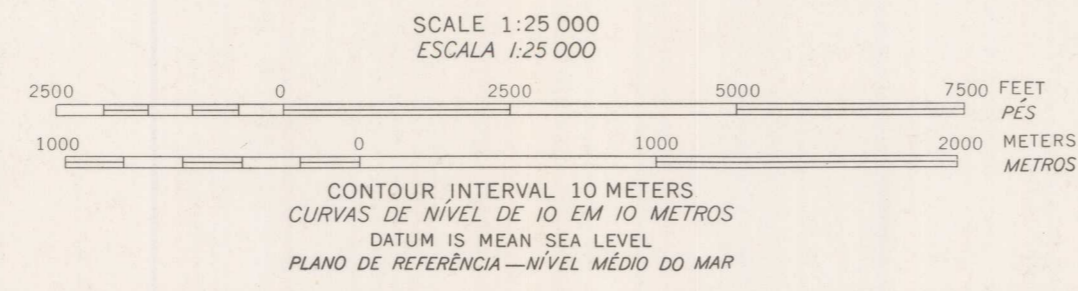 SCALE 1:25 000
ESCALA 1:25 000
2500 0 2500 5000 7500 FEET
PÉS
1000 0 1000 2000 METERS
METROS
CONTOUR INTERVAL 10 METERS
CURVAS DE NÍVEL DE 10 EM 10 METROS
DATUM IS MEAN SEA LEVEL
PLANO DE REFERÊNCIA—NÍVEL MÉDIO DO MAR